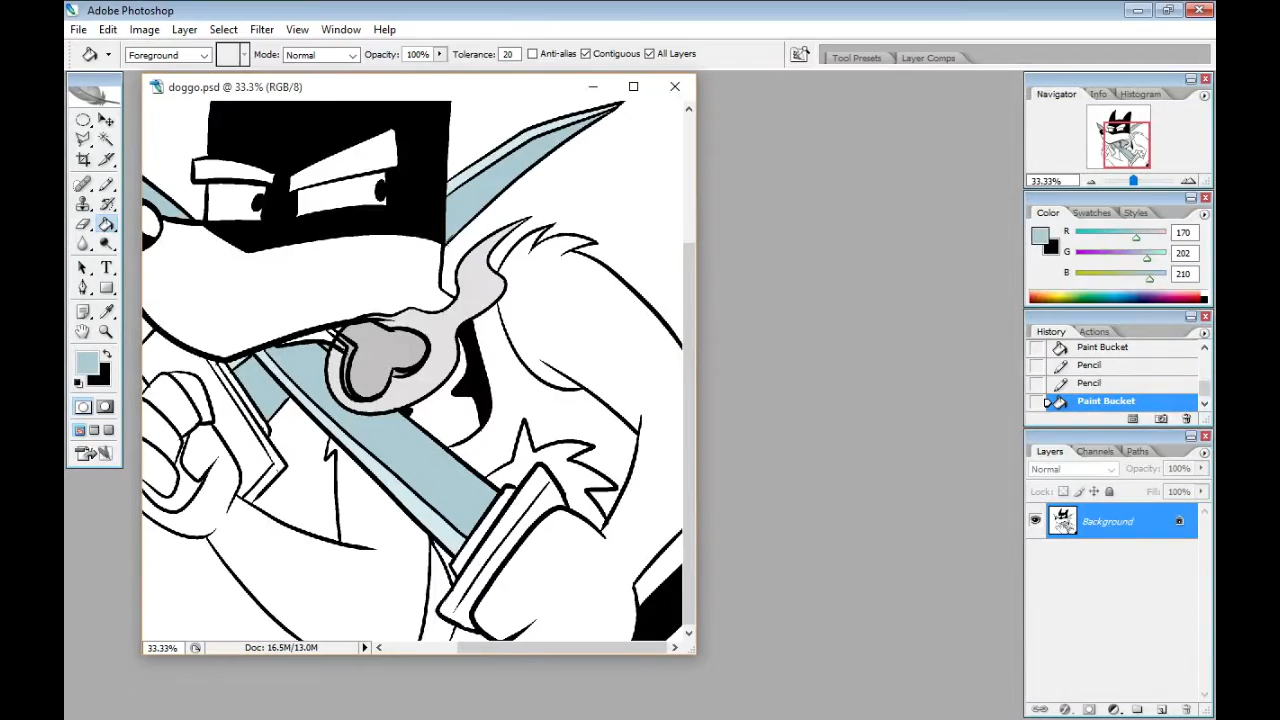 Adobe Photoshop
File Edit Image Layer Select Filter View Window Help
Foreground Mode: Normal Opacity: 100% Tolerance: 20 Anti-alias Contiguous All Layers Tool Presets Layer Comps
doggo.psd @ 33.3% (RGB/8)
33.33% Doc: 16.5M/13.0M
Navigator Info Histogram
33.33%
Color Swatches Styles
R 170
G 202
B 210
History Actions
Paint Bucket
Pencil
Pencil
Paint Bucket
Layers Channels Paths
Normal Opacity: 100%
Lock: Fill: 100%
Background